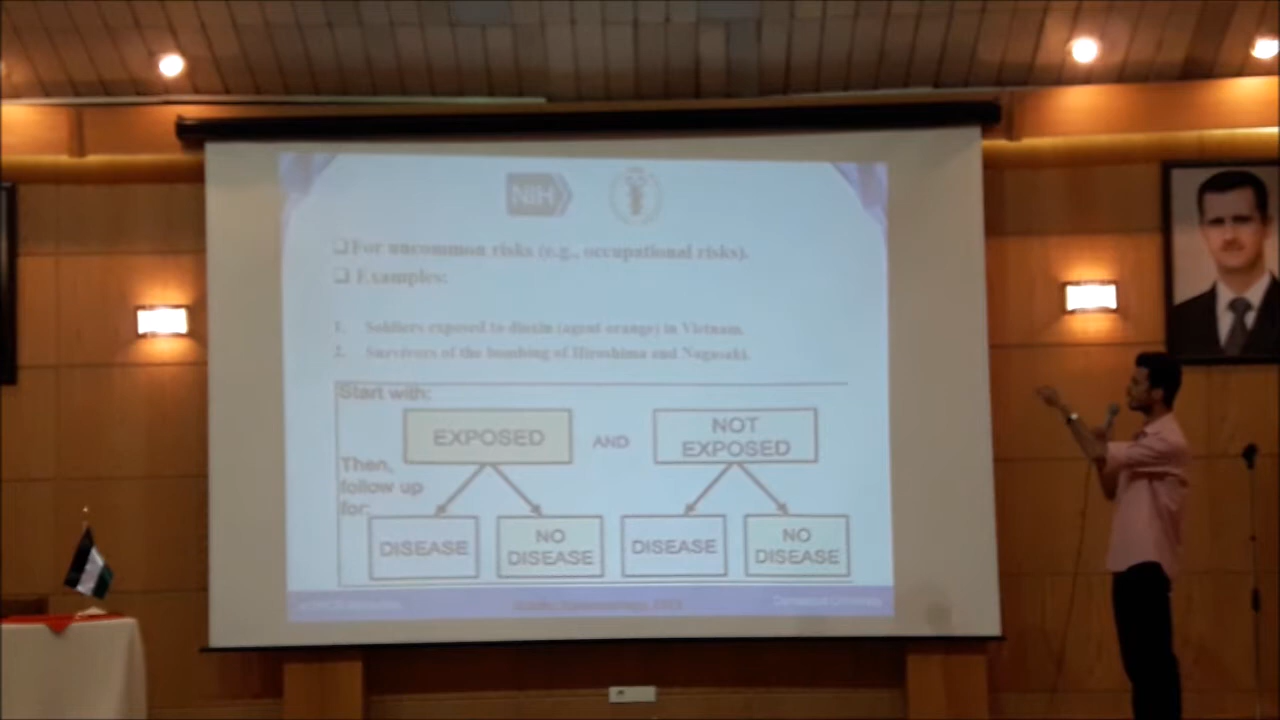 NIH
❑For uncommon risks (e.g., occupational risks).
❑ Examples:
1. Soldiers exposed to dioxin (agent orange) in Vietnam.
2. Survivors of the bombing of Hiroshima and Nagasaki.
Start with:
EXPOSED
AND
NOT
EXPOSED
Then,
follow up
for:
DISEASE
NO
DISEASE
DISEASE
NO
DISEASE
Damascus University